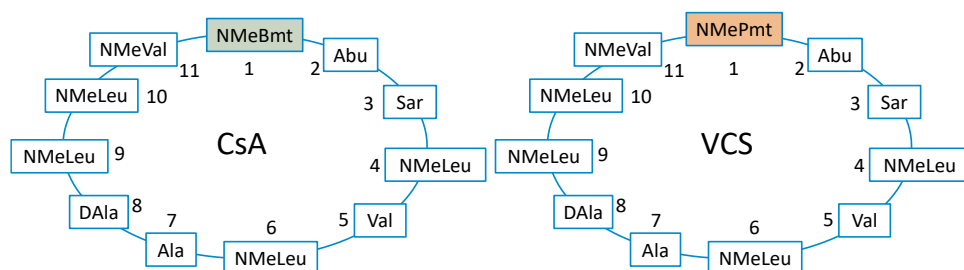 NMeBmt
1
Abu
2
Sar
3
NMeLeu
4
Val
5
NMeLeu
6
Ala
7
DAla
8
NMeLeu
9
NMeLeu
10
NMeVal
11
CsA
NMePmt
1
Abu
2
Sar
3
NMeLeu
4
Val
5
NMeLeu
6
Ala
7
DAla
8
NMeLeu
9
NMeLeu
10
NMeVal
11
VCS